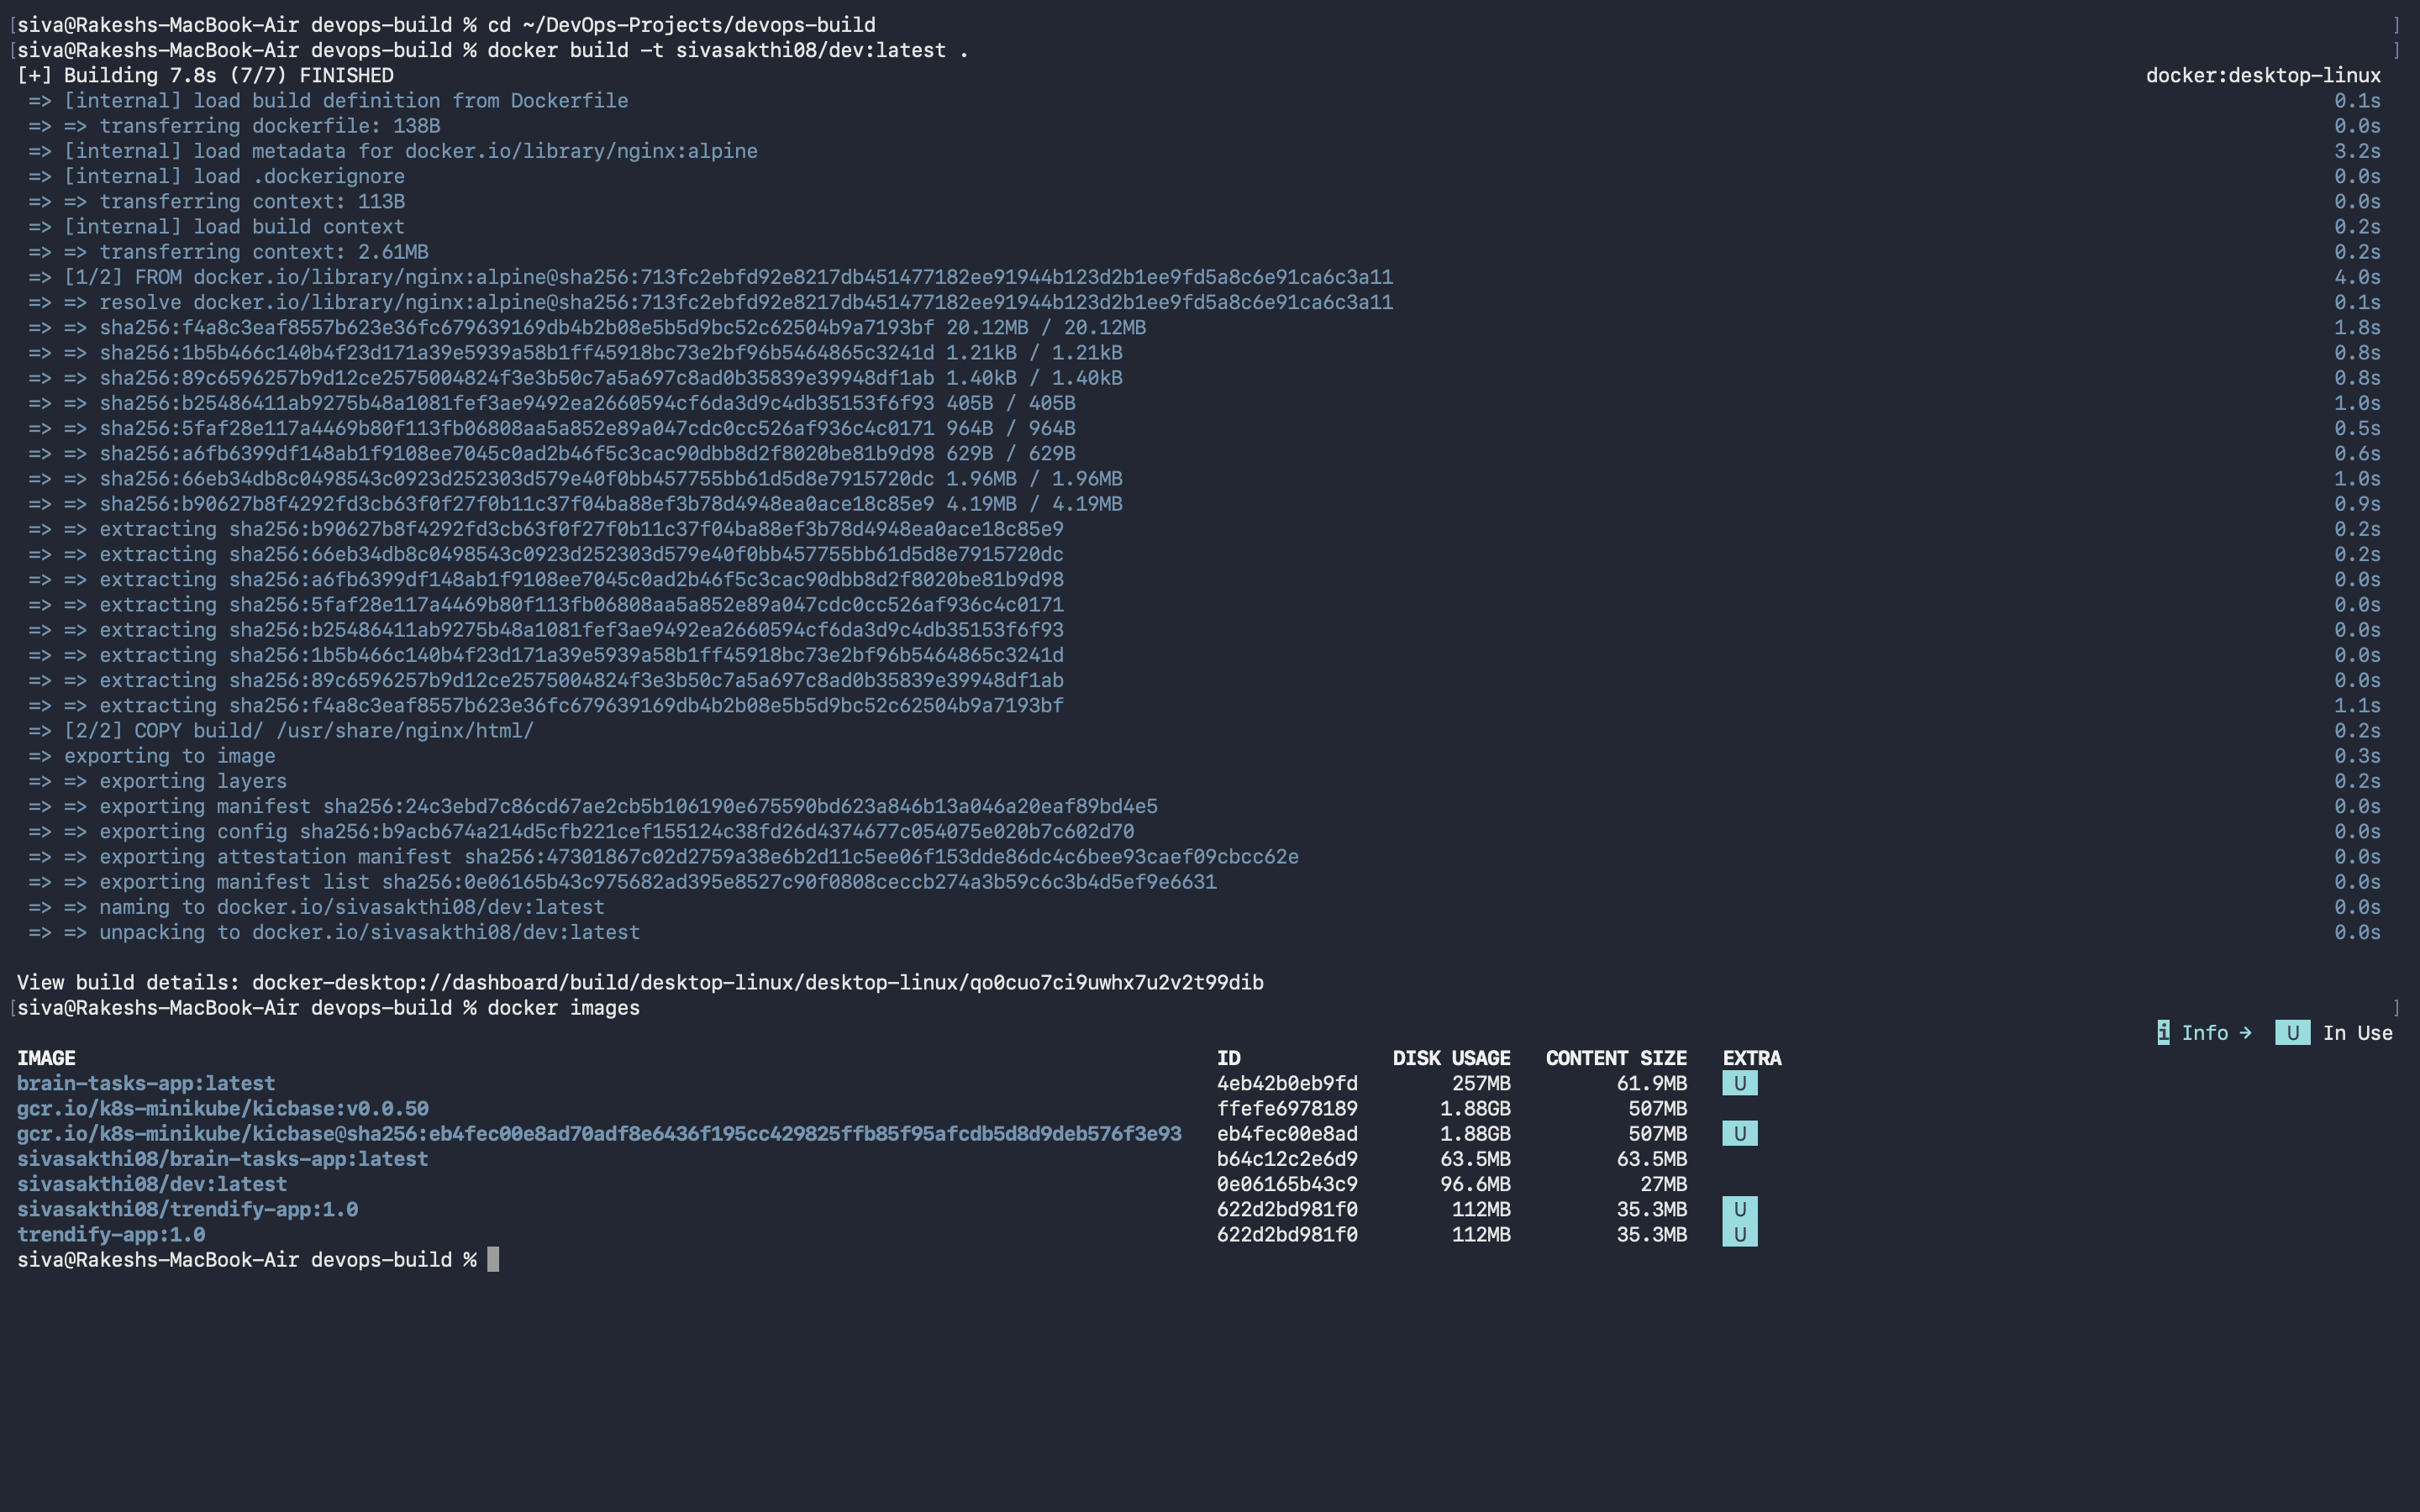 [siva@Rakeshs-MacBook-Air devops-build % cd ~/DevOps-Projects/devops-build ]
[siva@Rakeshs-MacBook-Air devops-build % docker build -t sivasakthi08/dev:latest . ]
[+] Building 7.8s (7/7) FINISHED docker:desktop-linux
=> [internal] load build definition from Dockerfile 0.1s
=> => transferring dockerfile: 138B 0.0s
=> [internal] load metadata for docker.io/library/nginx:alpine 3.2s
=> [internal] load .dockerignore 0.0s
=> => transferring context: 113B 0.0s
=> [internal] load build context 0.2s
=> => transferring context: 2.61MB 0.2s
=> [1/2] FROM docker.io/library/nginx:alpine@sha256:713fc2ebfd92e8217db451477182ee91944b123d2b1ee9fd5a8c6e91ca6c3a11 4.0s
=> => resolve docker.io/library/nginx:alpine@sha256:713fc2ebfd92e8217db451477182ee91944b123d2b1ee9fd5a8c6e91ca6c3a11 0.1s
=> => sha256:f4a8c3eaf8557b623e36fc679639169db4b2b08e5b5d9bc52c62504b9a7193bf 20.12MB / 20.12MB 1.8s
=> => sha256:1b5b466c140b4f23d171a39e5939a58b1ff45918bc73e2bf96b5464865c3241d 1.21kB / 1.21kB 0.8s
=> => sha256:89c6596257b9d12ce2575004824f3e3b50c7a5a697c8ad0b35839e39948df1ab 1.40kB / 1.40kB 0.8s
=> => sha256:b25486411ab9275b48a1081fef3ae9492ea2660594cf6da3d9c4db35153f6f93 405B / 405B 1.0s
=> => sha256:5faf28e117a4469b80f113fb06808aa5a852e89a047cdc0cc526af936c4c0171 964B / 964B 0.5s
=> => sha256:a6fb6399df148ab1f9108ee7045c0ad2b46f5c3cac90dbb8d2f8020be81b9d98 629B / 629B 0.6s
=> => sha256:66eb34db8c0498543c0923d252303d579e40f0bb457755bb61d5d8e7915720dc 1.96MB / 1.96MB 1.0s
=> => sha256:b90627b8f4292fd3cb63f0f27f0b11c37f04ba88ef3b78d4948ea0ace18c85e9 4.19MB / 4.19MB 0.9s
=> => extracting sha256:b90627b8f4292fd3cb63f0f27f0b11c37f04ba88ef3b78d4948ea0ace18c85e9 0.2s
=> => extracting sha256:66eb34db8c0498543c0923d252303d579e40f0bb457755bb61d5d8e7915720dc 0.2s
=> => extracting sha256:a6fb6399df148ab1f9108ee7045c0ad2b46f5c3cac90dbb8d2f8020be81b9d98 0.0s
=> => extracting sha256:5faf28e117a4469b80f113fb06808aa5a852e89a047cdc0cc526af936c4c0171 0.0s
=> => extracting sha256:b25486411ab9275b48a1081fef3ae9492ea2660594cf6da3d9c4db35153f6f93 0.0s
=> => extracting sha256:1b5b466c140b4f23d171a39e5939a58b1ff45918bc73e2bf96b5464865c3241d 0.0s
=> => extracting sha256:89c6596257b9d12ce2575004824f3e3b50c7a5a697c8ad0b35839e39948df1ab 0.0s
=> => extracting sha256:f4a8c3eaf8557b623e36fc679639169db4b2b08e5b5d9bc52c62504b9a7193bf 1.1s
=> [2/2] COPY build/ /usr/share/nginx/html/ 0.2s
=> exporting to image 0.3s
=> => exporting layers 0.2s
=> => exporting manifest sha256:24c3ebd7c86cd67ae2cb5b106190e675590bd623a846b13a046a20eaf89bd4e5 0.0s
=> => exporting config sha256:b9acb674a214d5cfb221cef155124c38fd26d4374677c054075e020b7c602d70 0.0s
=> => exporting attestation manifest sha256:47301867c02d2759a38e6b2d11c5ee06f153dde86dc4c6bee93caef09cbcc62e 0.0s
=> => exporting manifest list sha256:0e06165b43c975682ad395e8527c90f0808ceccb274a3b59c6c3b4d5ef9e6631 0.0s
=> => naming to docker.io/sivasakthi08/dev:latest 0.0s
=> => unpacking to docker.io/sivasakthi08/dev:latest 0.0s
View build details: docker-desktop://dashboard/build/desktop-linux/desktop-linux/qo0cuo7ci9uwhx7u2v2t99dib
[siva@Rakeshs-MacBook-Air devops-build % docker images ]
i Info → U In Use
IMAGE ID DISK USAGE CONTENT SIZE EXTRA
brain-tasks-app:latest 4eb42b0eb9fd 257MB 61.9MB U
gcr.io/k8s-minikube/kicbase:v0.0.50 ffefe6978189 1.88GB 507MB
gcr.io/k8s-minikube/kicbase@sha256:eb4fec00e8ad70adf8e6436f195cc429825ffb85f95afcdb5d8d9deb576f3e93 eb4fec00e8ad 1.88GB 507MB U
sivasakthi08/brain-tasks-app:latest b64c12c2e6d9 63.5MB 63.5MB
sivasakthi08/dev:latest 0e06165b43c9 96.6MB 27MB
sivasakthi08/trendify-app:1.0 622d2bd981f0 112MB 35.3MB U
trendify-app:1.0 622d2bd981f0 112MB 35.3MB U
siva@Rakeshs-MacBook-Air devops-build %